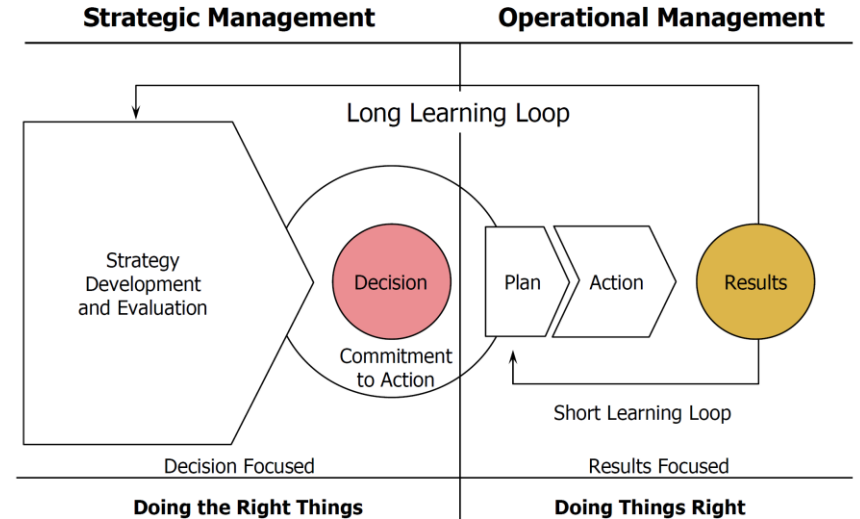 Strategic Management
Operational Management
Long Learning Loop
Strategy
Development
and Evaluation
Decision
Plan
Action
Results
Commitment
to Action
Short Learning Loop
Decision Focused
Results Focused
Doing the Right Things
Doing Things Right